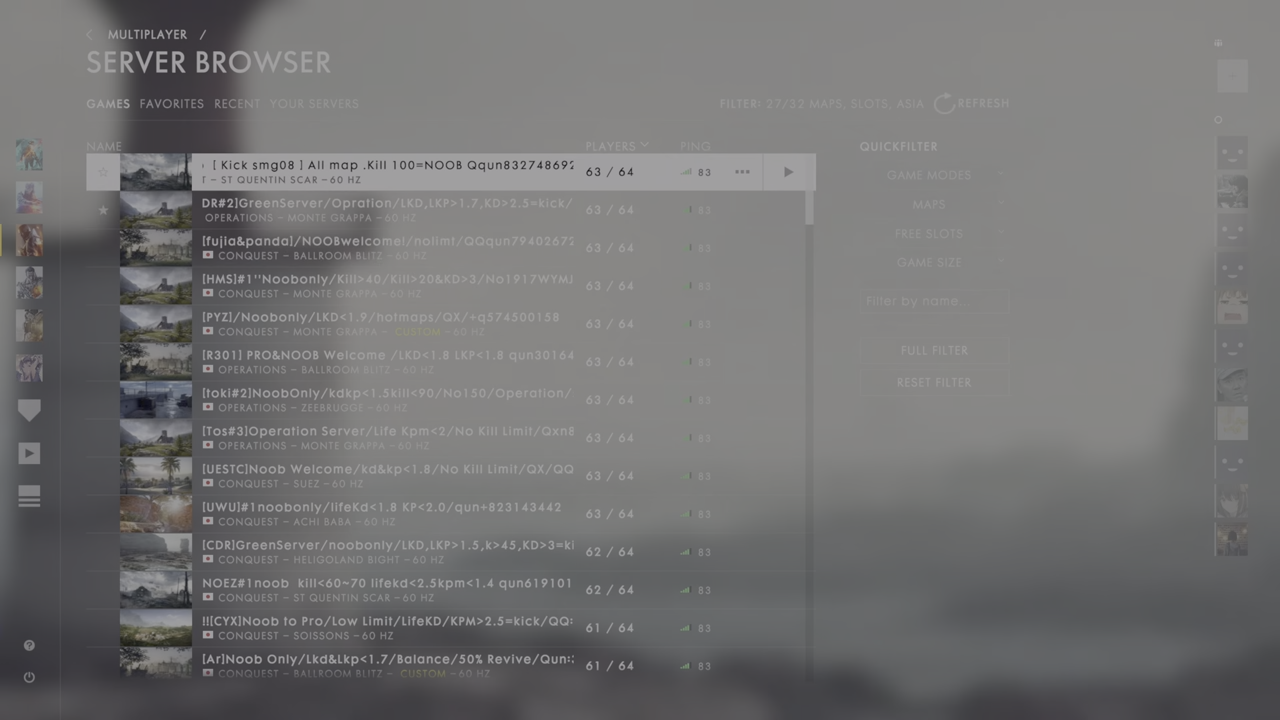 MULTIPLAYER /
SERVER BROWSER
GAMES FAVORITES RECENT YOUR SERVERS
FILTER: 27/32 MAPS, SLOTS, ASIA REFRESH
NAME PLAYERS PING
QUICKFILTER
[ Kick smg08 ] All map .Kill 100=NOOB Qqun832748692 63 / 64 83
- ST QUENTIN SCAR - 60 HZ
DR#2]GreenServer/Opration/LKD,LKP>1.7,KD>2.5=kick/ 63 / 64 83
OPERATIONS - MONTE GRAPPA - 60 HZ
[fujia&panda]/NOOBwelcome!/nolimt/QQqun79402672 63 / 64 83
CONQUEST - BALLROOM BLITZ - 60 HZ
[HMS]#1"Noobonly/Kill>40/Kill>20&KD>3/No1917WYMJ 63 / 64 83
CONQUEST - MONTE GRAPPA - 60 HZ
[PYZ]/Noobonly/LKD<1.9/hotmaps/QX/+q574500158 63 / 64 83
CONQUEST - MONTE GRAPPA - CUSTOM - 60 HZ
[R301] PRO&NOOB Welcome /LKD<1.8 LKP<1.8 qun30164 63 / 64 83
OPERATIONS - BALLROOM BLITZ - 60 HZ
[toki#2]NoobOnly/kdkp<1.5kill<90/No150/Operation/ 63 / 64 83
OPERATIONS - ZEEBRUGGE - 60 HZ
[Tos#3]Operation Server/Life Kpm<2/No Kill Limit/Qxn8 63 / 64 83
OPERATIONS - MONTE GRAPPA - 60 HZ
[UESTC]Noob Welcome/kd&kp<1.8/No Kill Limit/QX/QQ 63 / 64 83
CONQUEST - SUEZ - 60 HZ
[UWU]#1noobonly/lifeKd<1.8 KP<2.0/qun+823143442 63 / 64 83
CONQUEST - ACHI BABA - 60 HZ
[CDR]GreenServer/noobonly/LKD,LKP>1.5,k>45,KD>3=ki 62 / 64 83
CONQUEST - HELIGOLAND BIGHT - 60 HZ
NOEZ#1noob kill<60~70 lifekd<2.5kpm<1.4 qun619101 62 / 64 83
CONQUEST - ST QUENTIN SCAR - 60 HZ
!![CYX]Noob to Pro/Low Limit/LifeKD/KPM>2.5=kick/QQ: 61 / 64 83
CONQUEST - SOISSONS - 60 HZ
[Ar]Noob Only/Lkd&Lkp<1.7/Balance/50% Revive/Qun: 61 / 64 83
CONQUEST - BALLROOM BLITZ - CUSTOM - 60 HZ
GAME MODES
MAPS
FREE SLOTS
GAME SIZE
Filter by name...
FULL FILTER
RESET FILTER